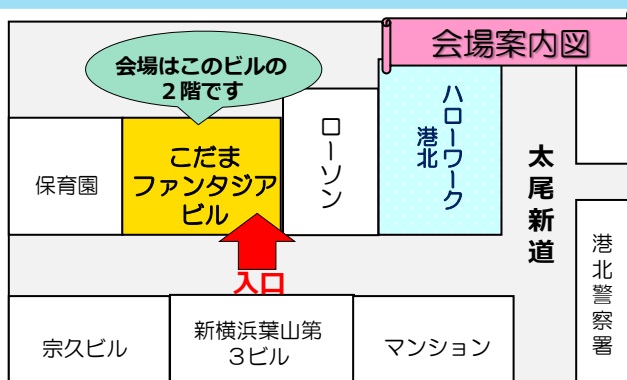 会場案内図
会場はこのビルの
２階です
保育園
こだま
ファンタジア
ビル
ローソン
ハローワーク
港北
太尾新道
港北警察署
入口
宗久ビル
新横浜葉山第
３ビル
マンション